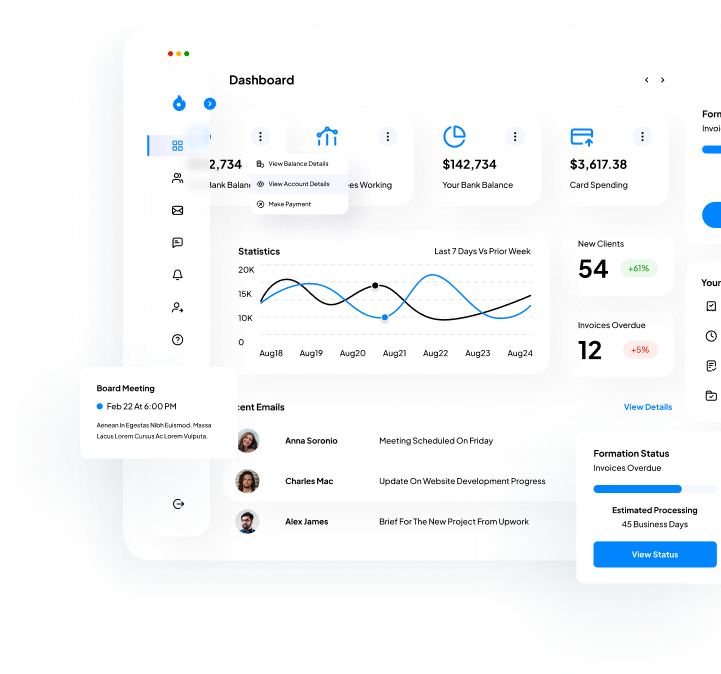 Dashboard
Form
Invoi
2,734
Bank Balanc
View Balance Details
View Account Details
Make Payment
es Working
$142,734
Your Bank Balance
$3,617.38
Card Spending
Statistics
Last 7 Days Vs Prior Week
20K
15K
10K
0
Aug18 Aug19 Aug20 Aug21 Aug22 Aug23 Aug24
New Clients
54 +61%
Invoices Overdue
12 +5%
Your
Board Meeting
Feb 22 At 6:00 PM
Aenean In Egestas Nibh Euismod. Massa
Lacus Lorem Cursus Ac Lorem Vulputa.
cent Emails
View Details
Anna Soronio Meeting Scheduled On Friday
Charles Mac Update On Website Development Progress
Alex James Brief For The New Project From Upwork
Formation Status
Invoices Overdue
Estimated Processing
45 Business Days
View Status